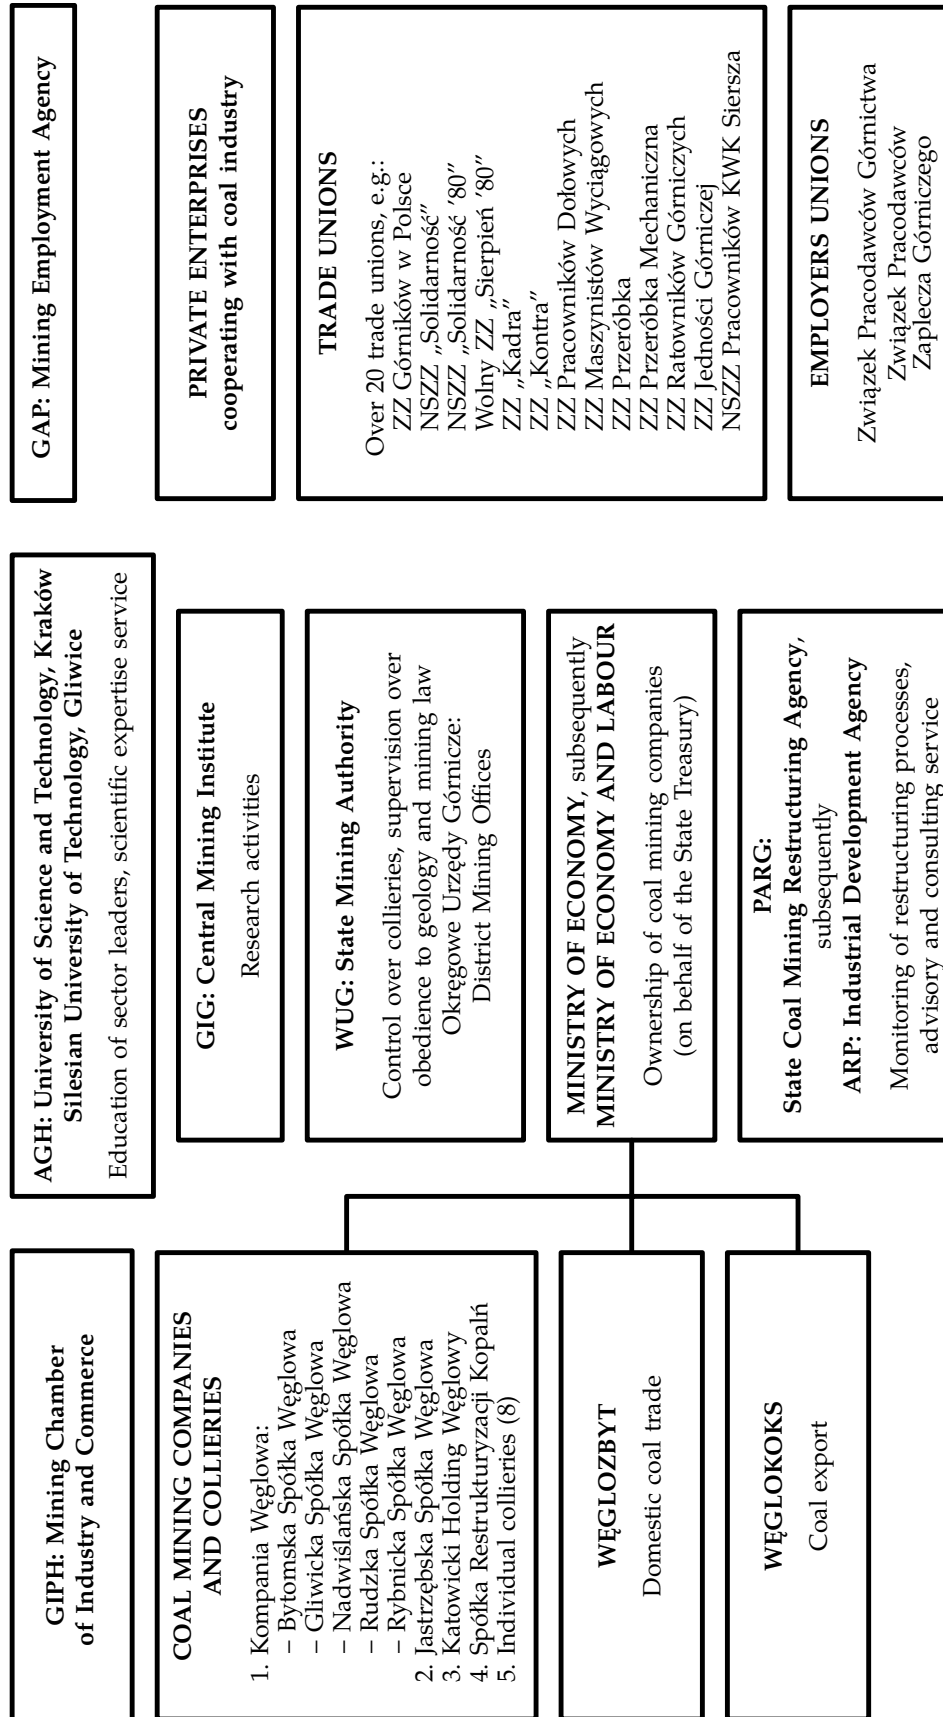 GIPH: Mining Chamber
of Industry and Commerce
COAL MINING COMPANIES
AND COLLIERIES
1. Kompania Węglowa:
– Bytomska Spółka Węglowa
– Gliwicka Spółka Węglowa
– Nadwiślańska Spółka Węglowa
– Rudzka Spółka Węglowa
– Rybnicka Spółka Węglowa
2. Jastrzębska Spółka Węglowa
3. Katowicki Holding Węglowy
4. Spółka Restrukturyzacji Kopalń
5. Individual collieries (8)
WĘGLOZBYT
Domestic coal trade
WĘGLOKOKS
Coal export
AGH: University of Science and Technology, Kraków
Silesian University of Technology, Gliwice
Education of sector leaders, scientific expertise service
GIG: Central Mining Institute
Research activities
WUG: State Mining Authority
Control over collieries, supervision over
obedience to geology and mining law
Okręgowe Urzędy Górnicze:
District Mining Offices
MINISTRY OF ECONOMY, subsequently
MINISTRY OF ECONOMY AND LABOUR
Ownership of coal mining companies
(on behalf of the State Treasury)
PARG:
State Coal Mining Restructuring Agency,
subsequently
ARP: Industrial Development Agency
Monitoring of restructuring processes,
advisory and consulting service
GAP: Mining Employment Agency
PRIVATE ENTERPRISES
cooperating with coal industry
TRADE UNIONS
Over 20 trade unions, e.g.:
ZZ Górników w Polsce
NSZZ „Solidarność”
NSZZ „Solidarność ’80”
Wolny ZZ „Sierpień ’80”
ZZ „Kadra”
ZZ „Kontra”
ZZ Pracowników Dołowych
ZZ Maszynistów Wyciągowych
ZZ Przeróbka
ZZ Przeróbka Mechaniczna
ZZ Ratowników Górniczych
ZZ Jedności Górniczej
NSZZ Pracowników KWK Siersza
EMPLOYERS UNIONS
Związek Pracodawców Górnictwa
Związek Pracodawców
Zaplecza Górniczego